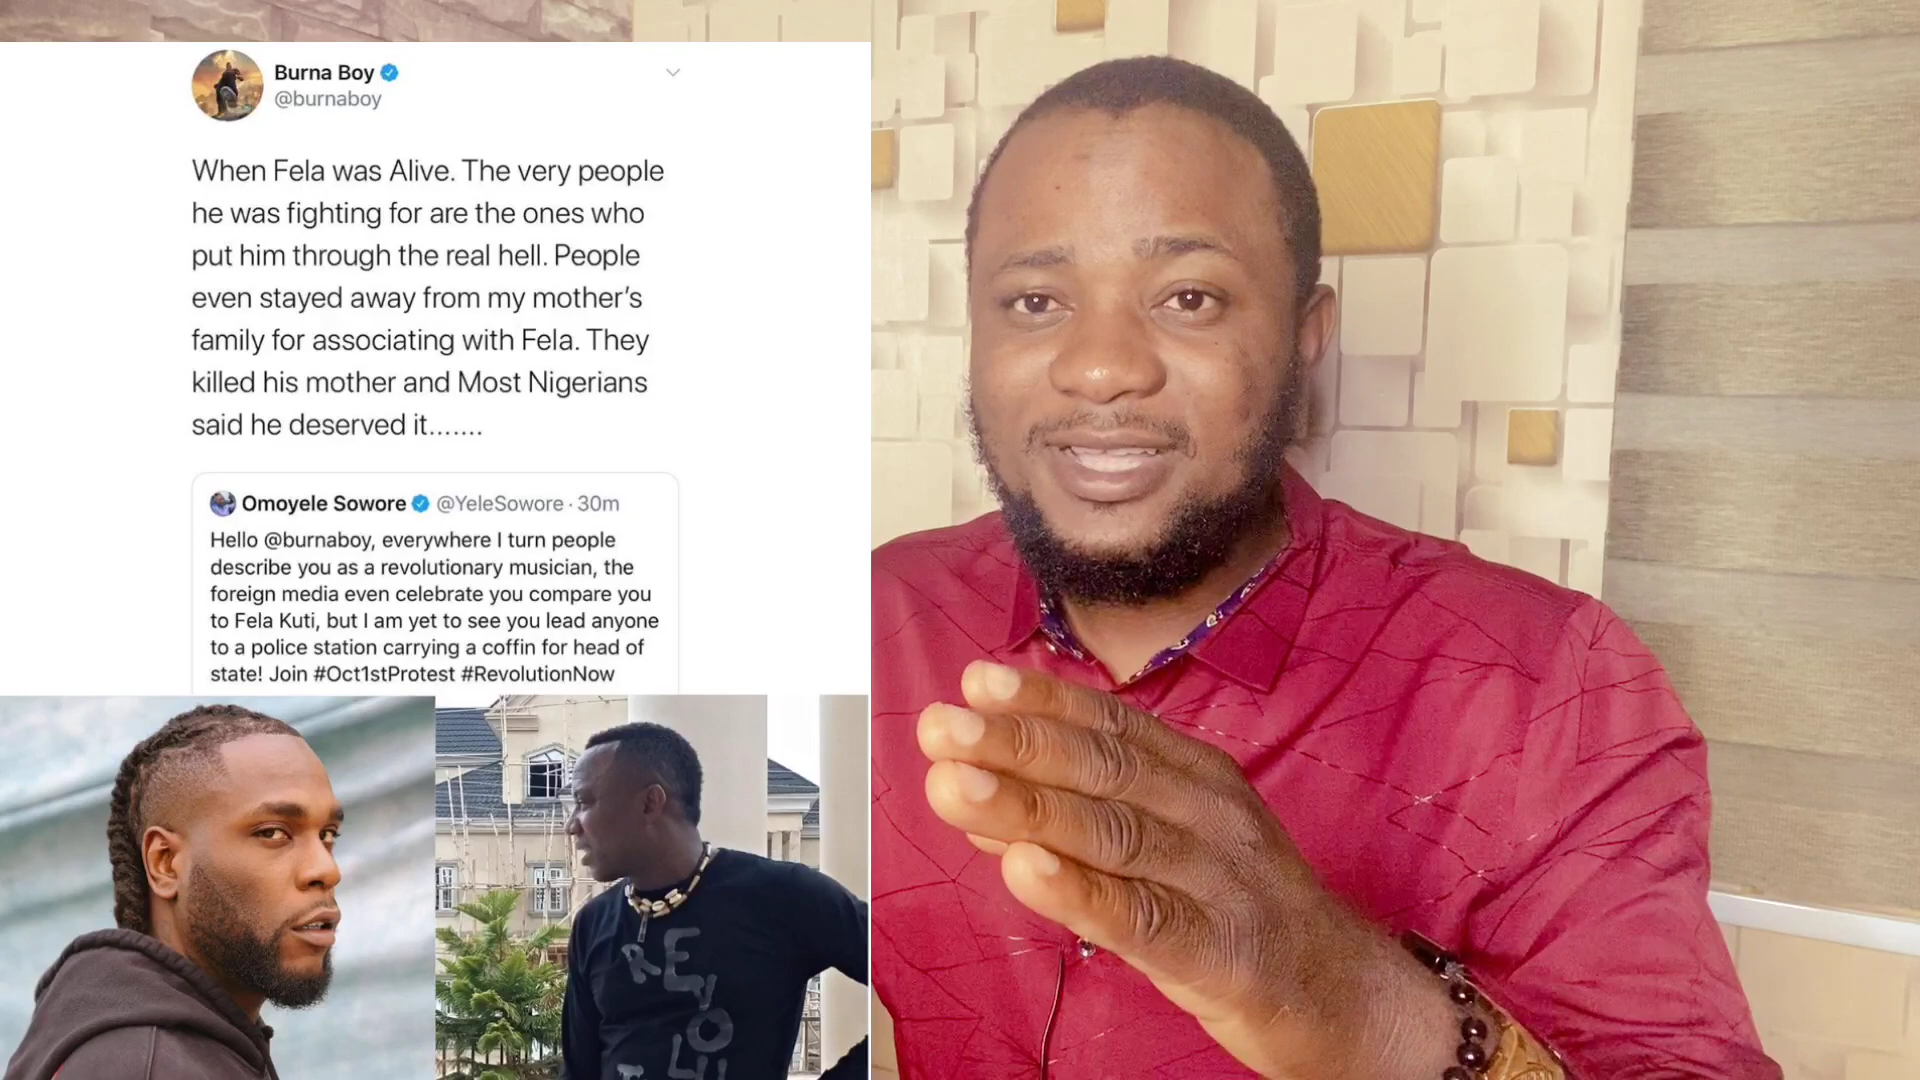 Burna Boy
@burnaboy
When Fela was Alive. The very people
he was fighting for are the ones who
put him through the real hell. People
even stayed away from my mother's
family for associating with Fela. They
killed his mother and Most Nigerians
said he deserved it.......
Omoyele Sowore @YeleSowore · 30m
Hello @burnaboy, everywhere I turn people
describe you as a revolutionary musician, the
foreign media even celebrate you compare you
to Fela Kuti, but I am yet to see you lead anyone
to a police station carrying a coffin for head of
state! Join #Oct1stProtest #RevolutionNow
RE